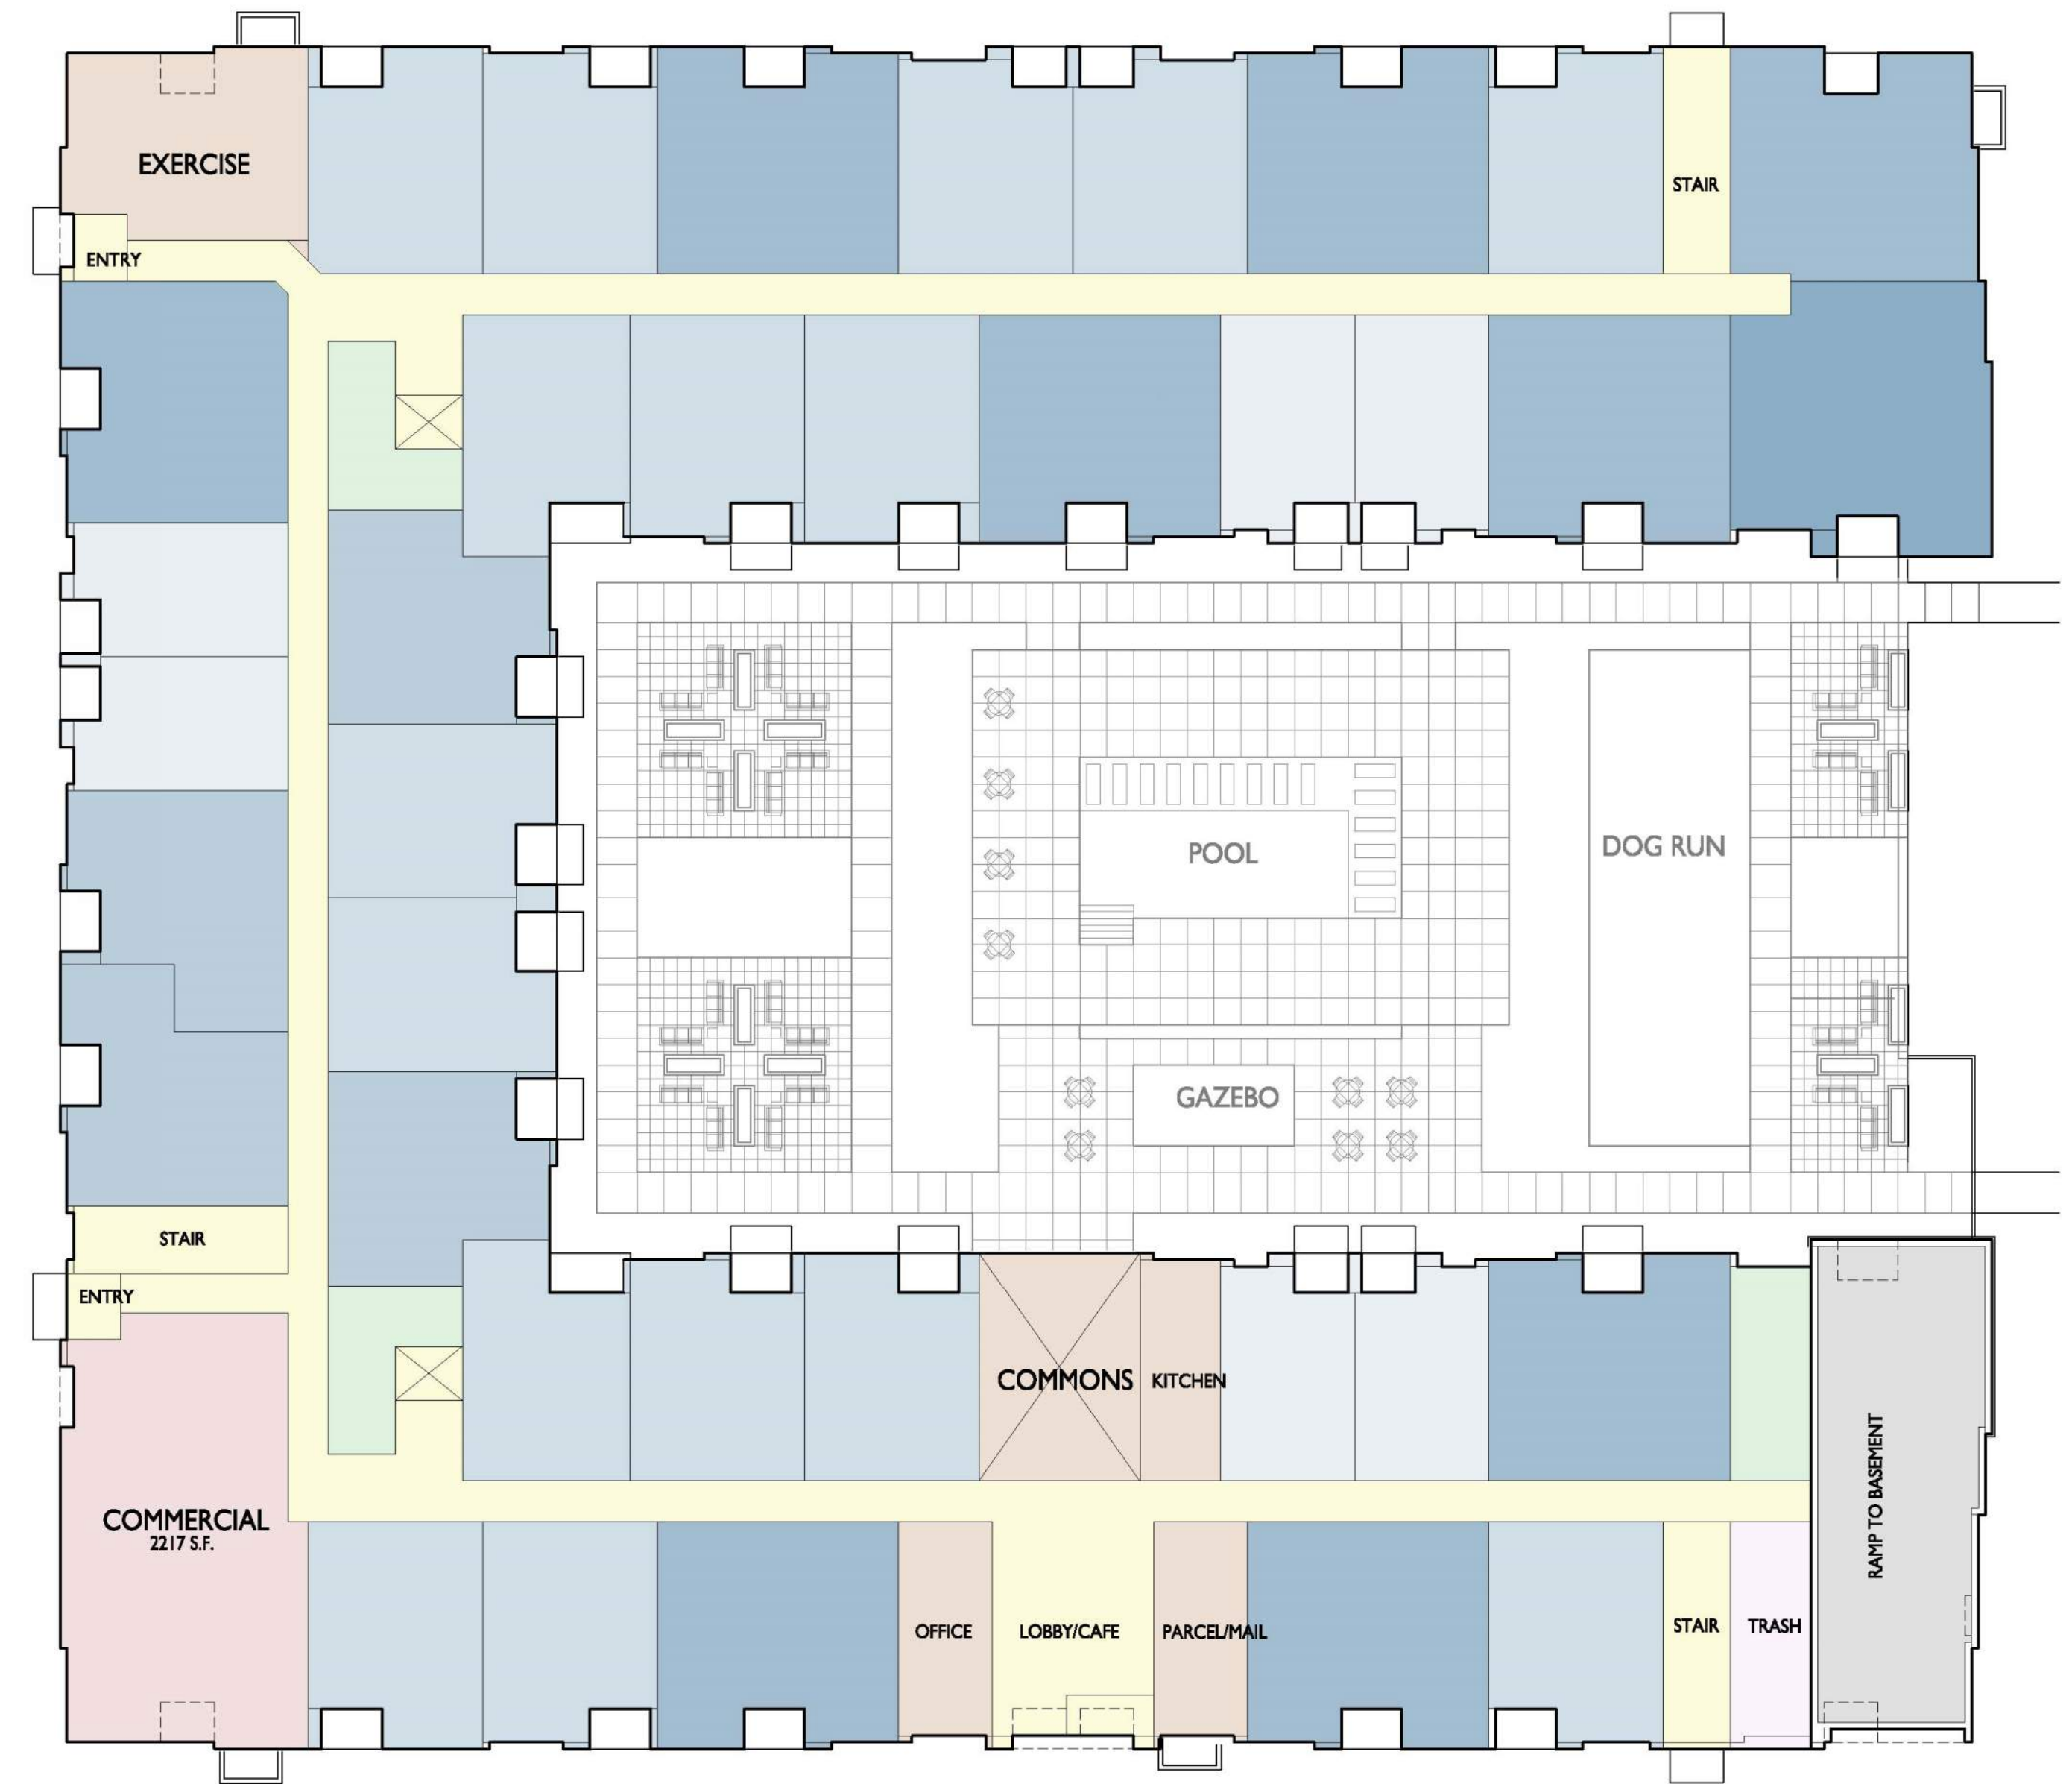 EXERCISE
STAIR
ENTRY
POOL
DOG RUN
GAZEBO
STAIR
ENTRY
COMMONS
KITCHEN
COMMERCIAL
2217 S.F.
RAMP TO BASEMENT
OFFICE
LOBBY/CAFE
PARCEL/MAIL
STAIR
TRASH